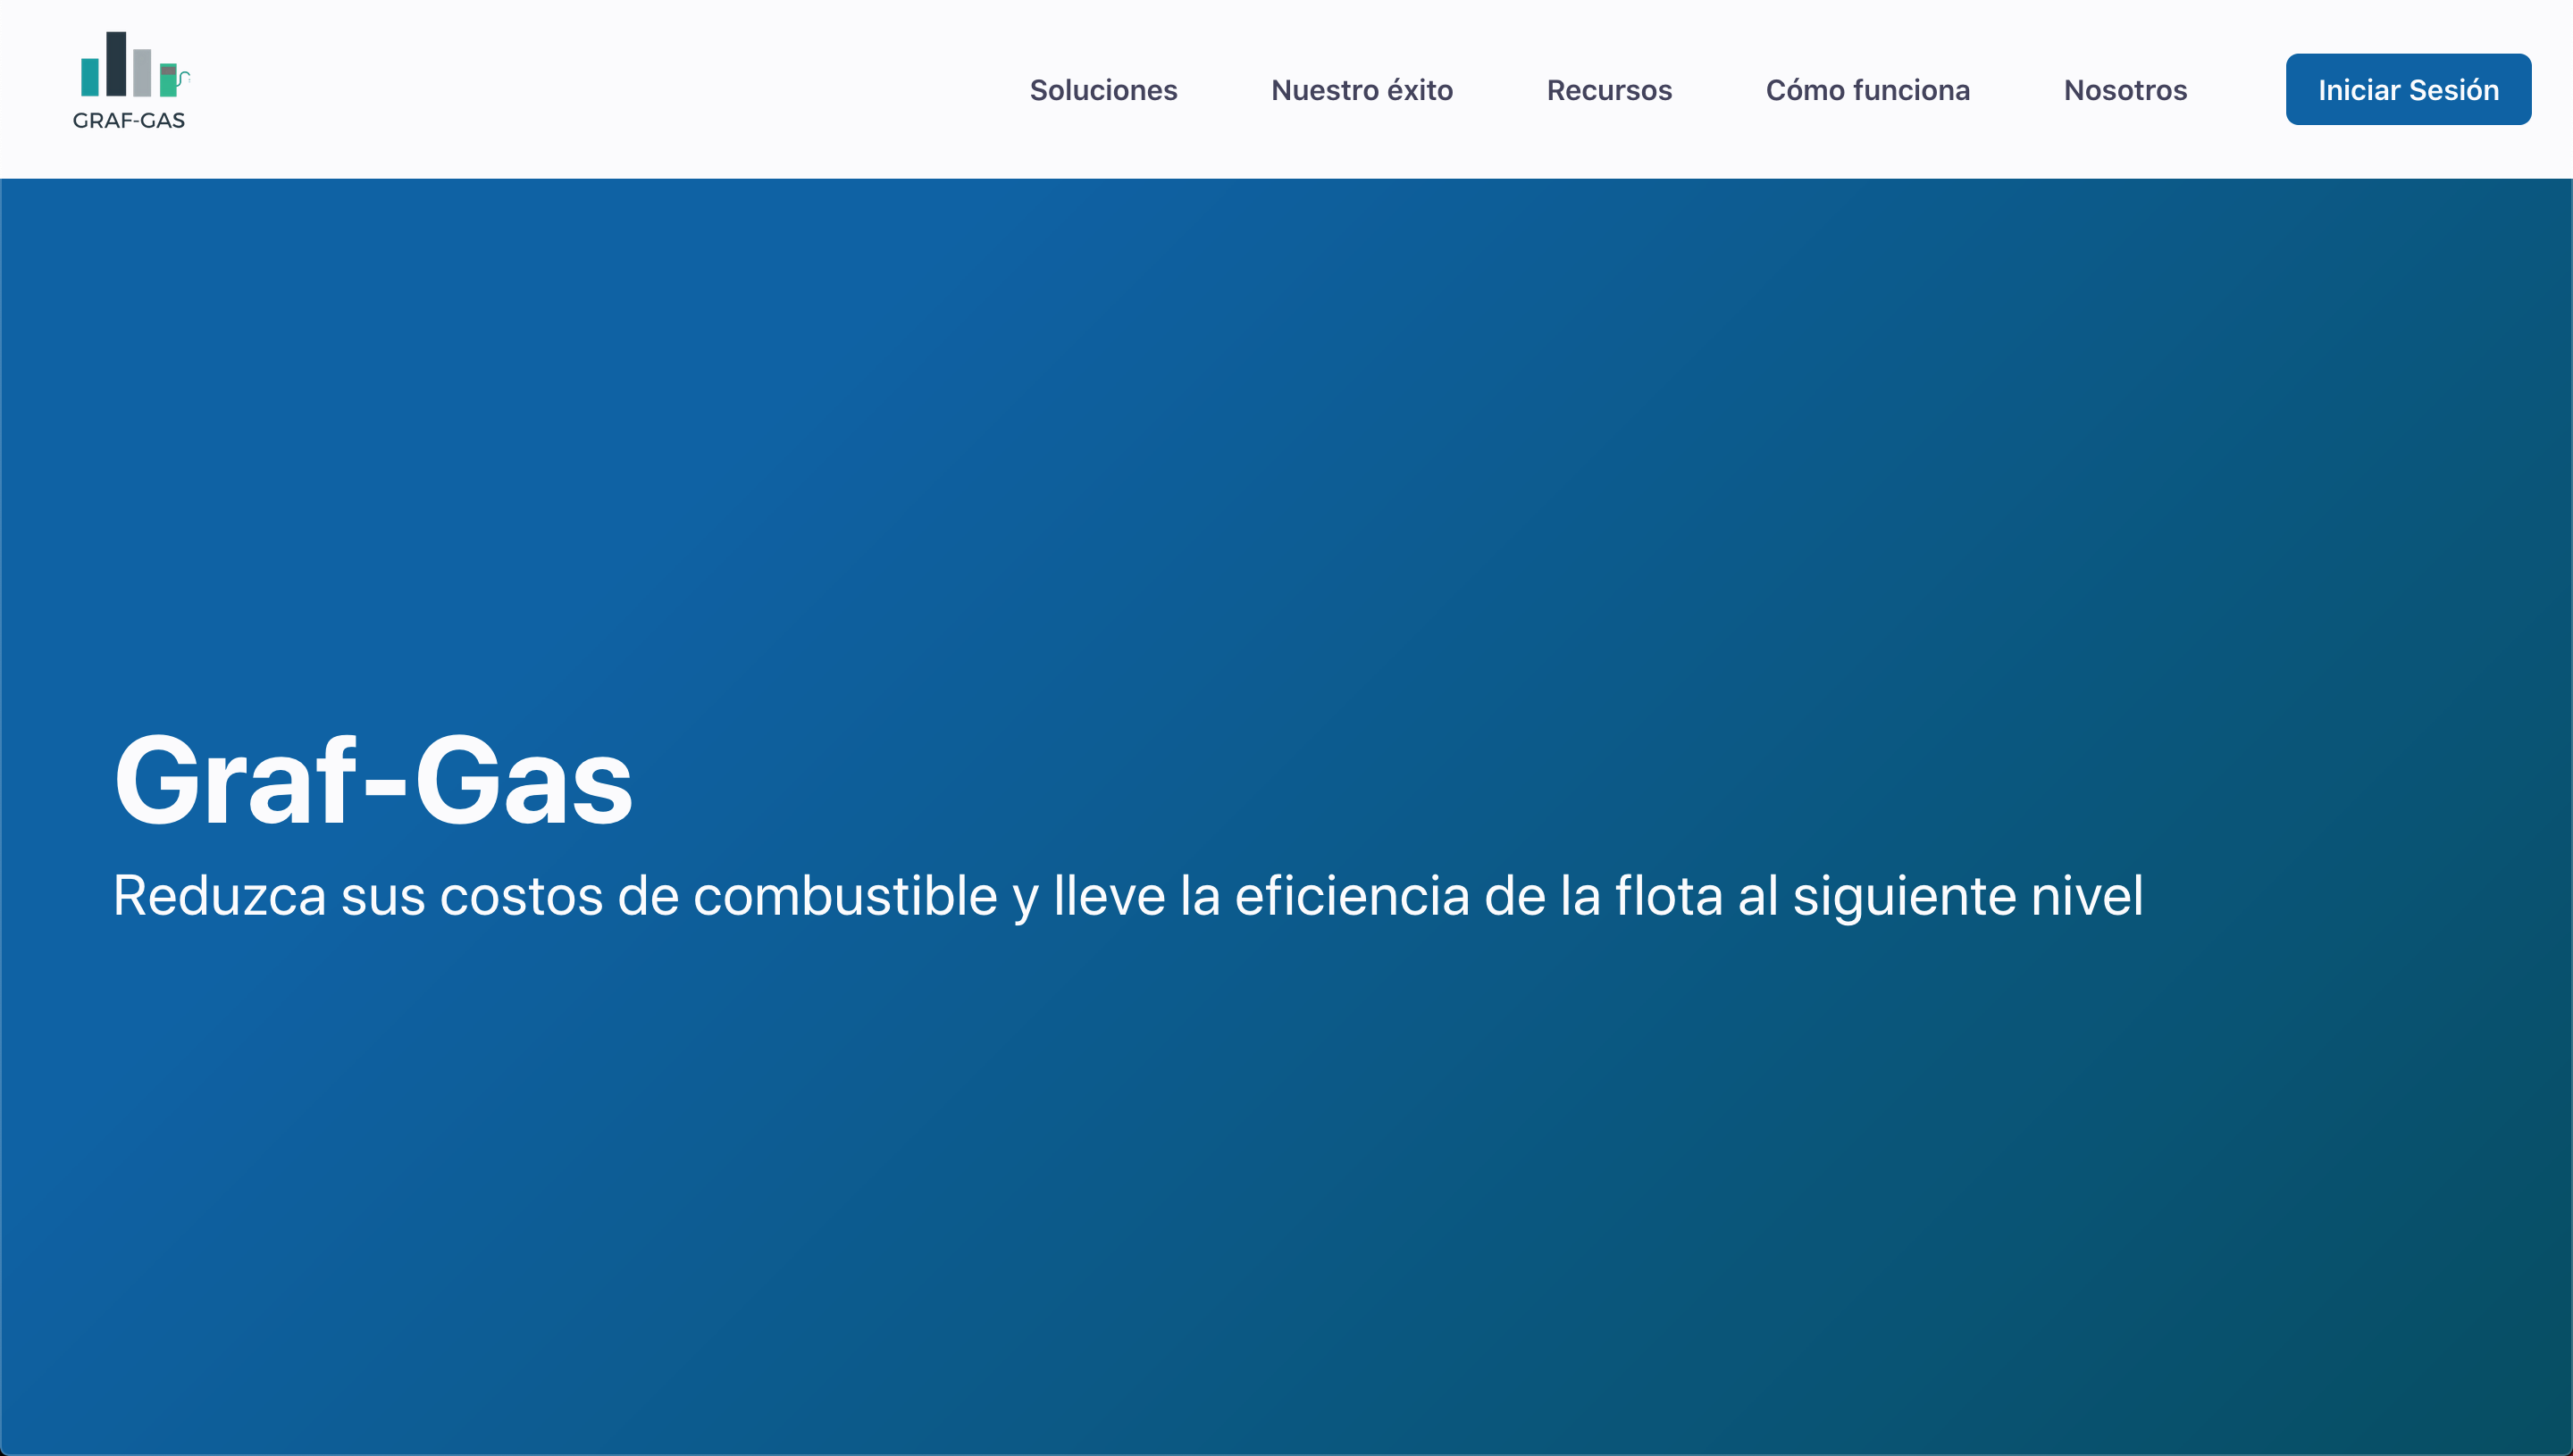 GRAF-GAS
Soluciones Nuestro éxito Recursos Cómo funciona Nosotros Iniciar Sesión
Graf-Gas
Reduzca sus costos de combustible y lleve la eficiencia de la flota al siguiente nivel